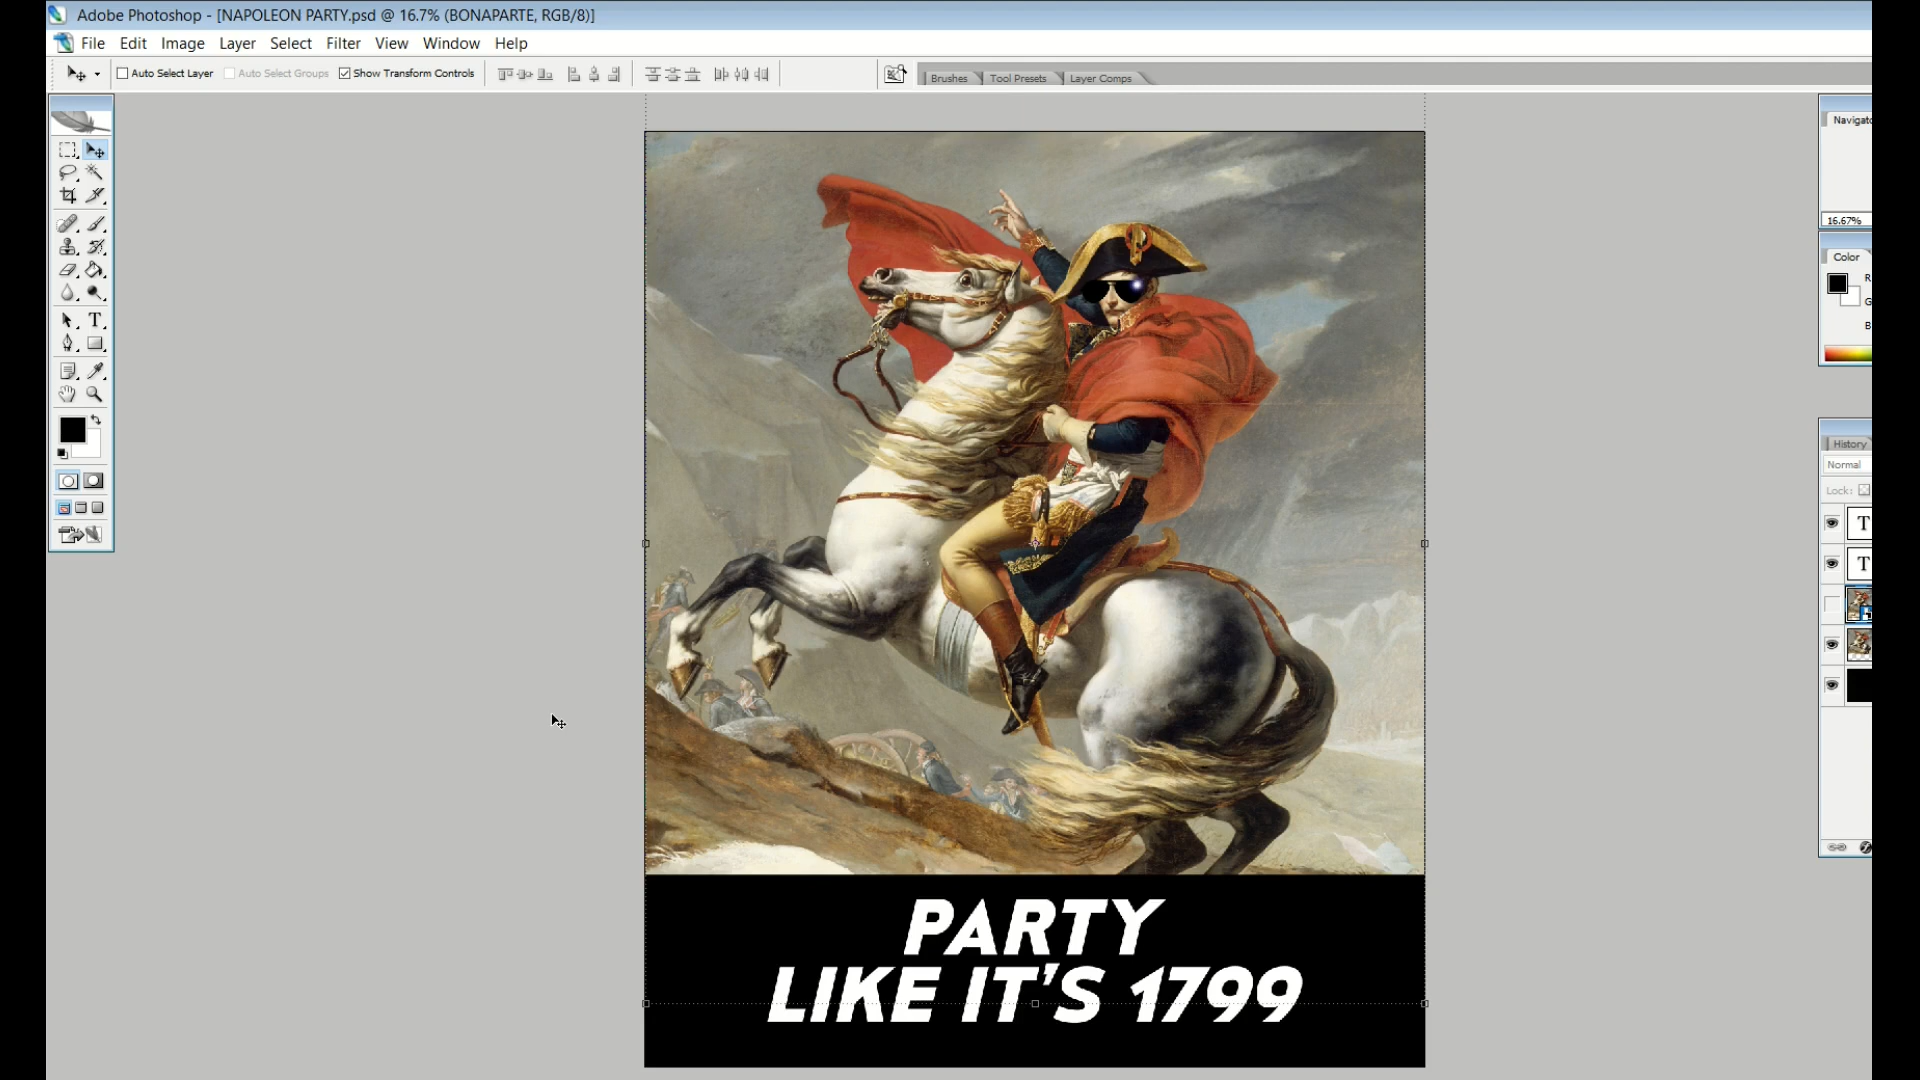 Adobe Photoshop - [NAPOLEON PARTY.psd @ 16.7% (BONAPARTE, RGB/8)]
File Edit Image Layer Select Filter View Window Help
Auto Select Layer Auto Select Groups Show Transform Controls
Brushes Tool Presets Layer Comps
Navigato
16.67%
Color
R
G
B
T
History
Normal
Lock:
T
T
PARTY
LIKE IT'S 1799